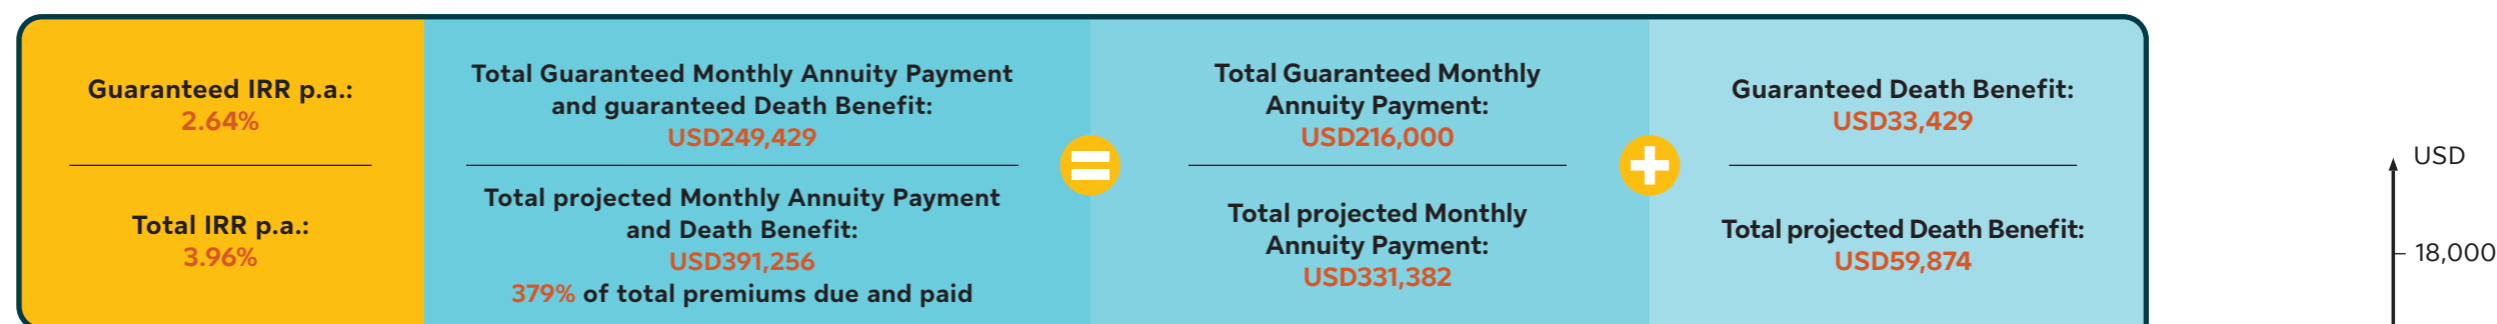 Guaranteed IRR p.a.:
2.64%
Total IRR p.a.:
3.96%
Total Guaranteed Monthly Annuity Payment
and guaranteed Death Benefit:
USD249,429
Total projected Monthly Annuity Payment
and Death Benefit:
USD391,256
379% of total premiums due and paid
=
Total Guaranteed Monthly
Annuity Payment:
USD216,000
Total projected Monthly
Annuity Payment:
USD331,382
+
Guaranteed Death Benefit:
USD33,429
Total projected Death Benefit:
USD59,874
USD
18,000